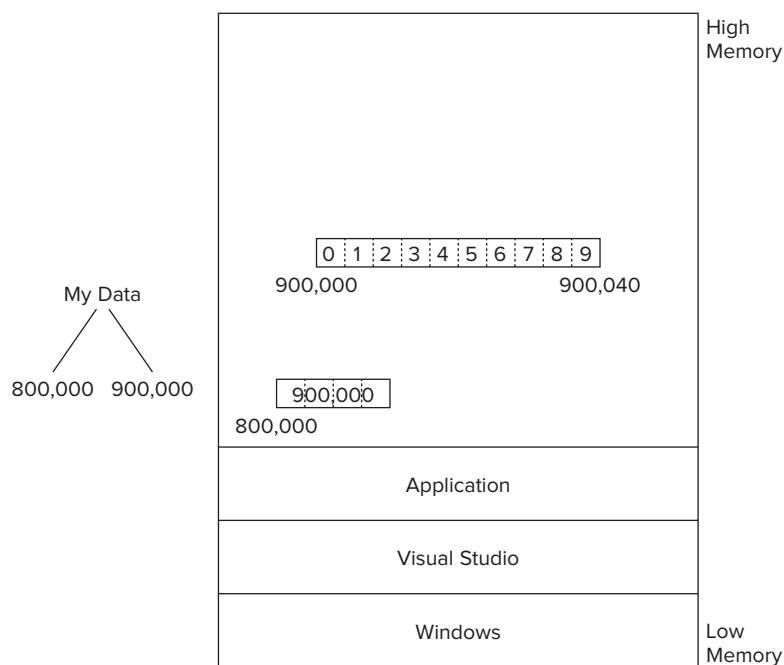 High
Memory
0 1 2 3 4 5 6 7 8 9
900,000 900,040
My Data
800,000 900,000
900,000
800,000
Application
Visual Studio
Windows
Low
Memory